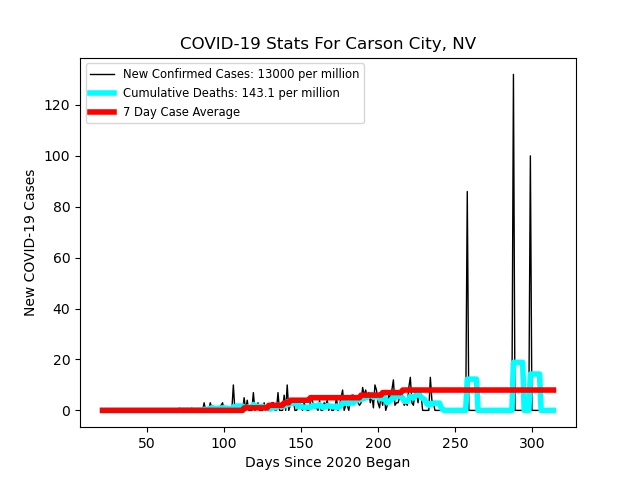 COVID-19 Stats For Carson City, NV
New Confirmed Cases: 13000 per million
Cumulative Deaths: 143.1 per million
7 Day Case Average
New COVID-19 Cases
120
100
80
60
40
20
0
50 100 150 200 250 300
Days Since 2020 Began